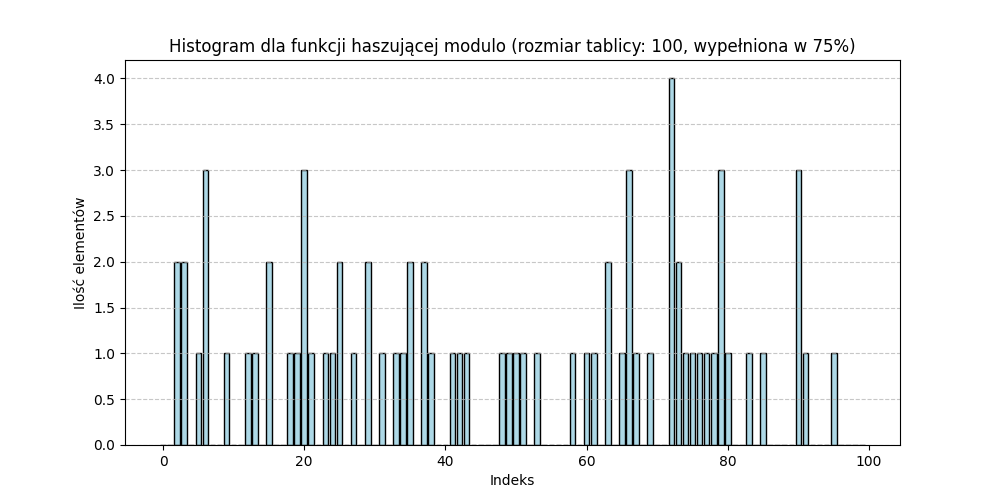 Histogram dla funkcji haszującej modulo (rozmiar tablicy: 100, wypełniona w 75%)
4.0
3.5
3.0
2.5
2.0
1.5
1.0
0.5
0.0
Ilość elementów
0 20 40 60 80 100
Indeks